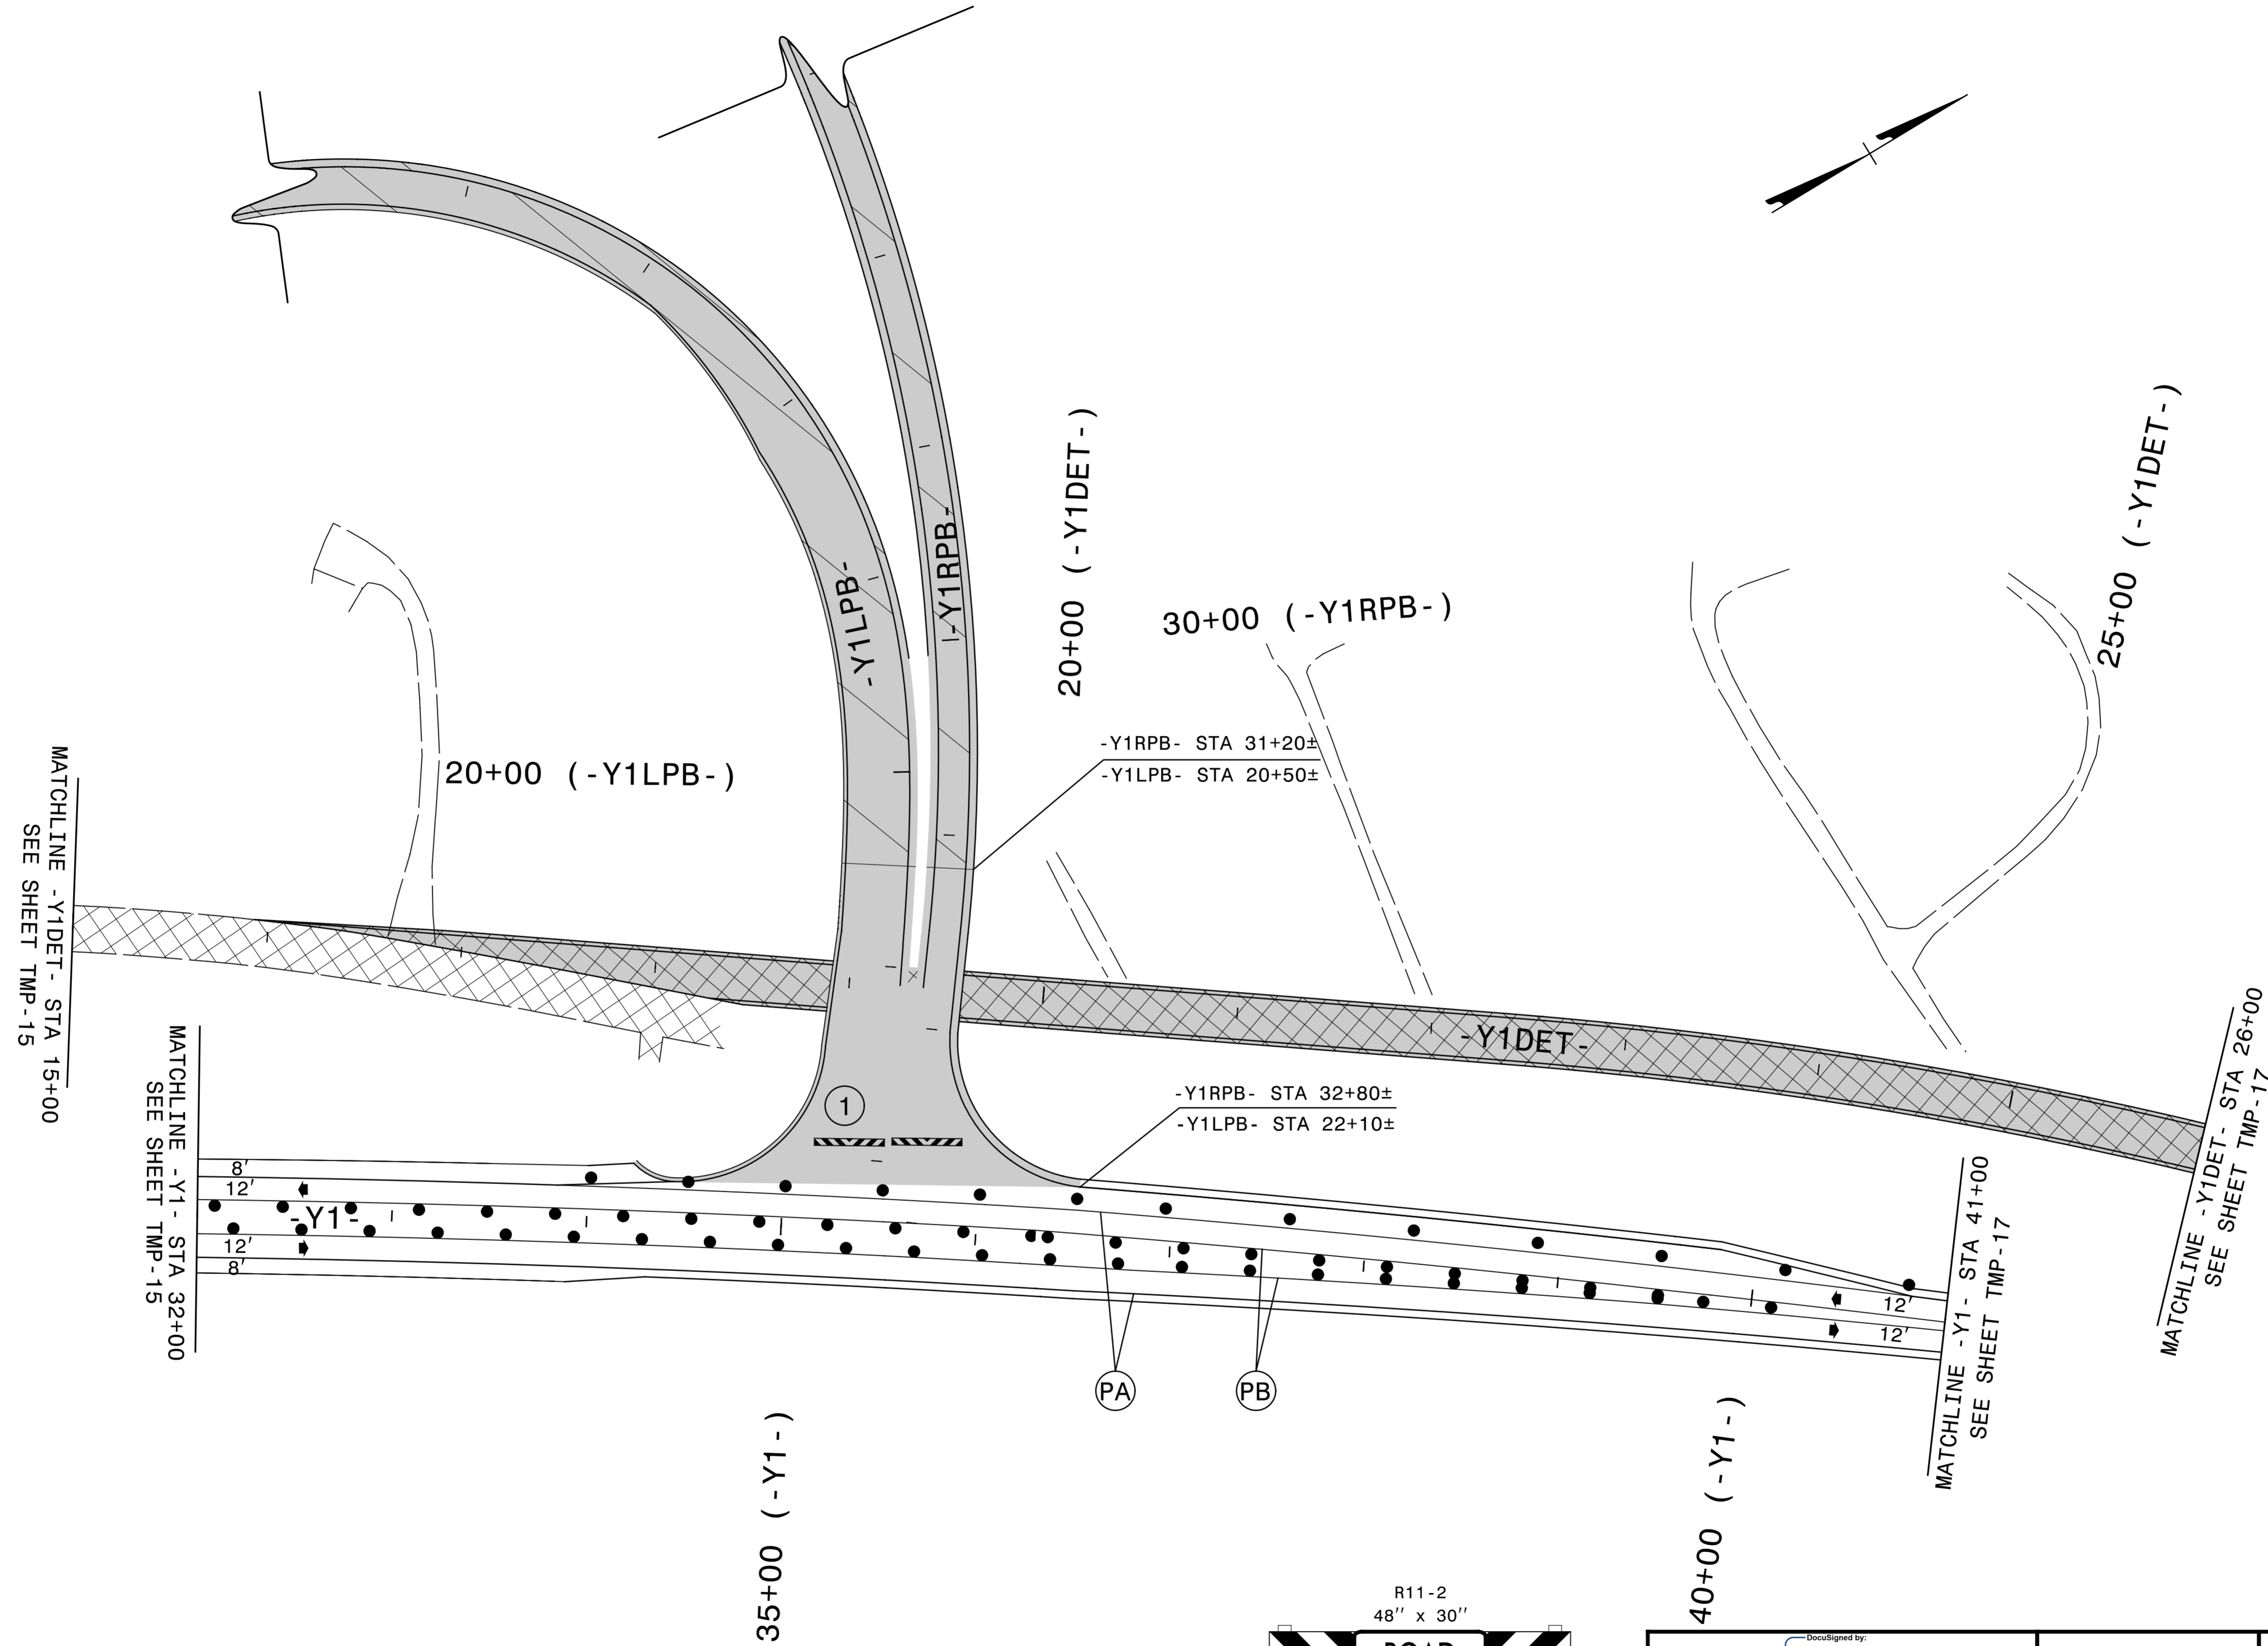 -Y1LPB-
-Y1RPB-
20+00 (-Y1DET-)
30+00 (-Y1RPB-)
25+00 (-Y1DET-)
20+00 (-Y1LPB-)
-Y1RPB- STA 31+20±
-Y1LPB- STA 20+50±
MATCHLINE -Y1DET- STA 15+00
SEE SHEET TMP-15
-Y1DET-
MATCHLINE -Y1DET- STA 26+00
SEE SHEET TMP-17
1
-Y1RPB- STA 32+80±
-Y1LPB- STA 22+10±
MATCHLINE -Y1- STA 32+00
SEE SHEET TMP-15
8'
12'
-Y1-
12'
8'
12'
12'
MATCHLINE -Y1- STA 41+00
SEE SHEET TMP-17
PA
PB
35+00 (-Y1-)
40+00 (-Y1-)
R11-2
48'' x 30''
ROAD
DocuSigned by: